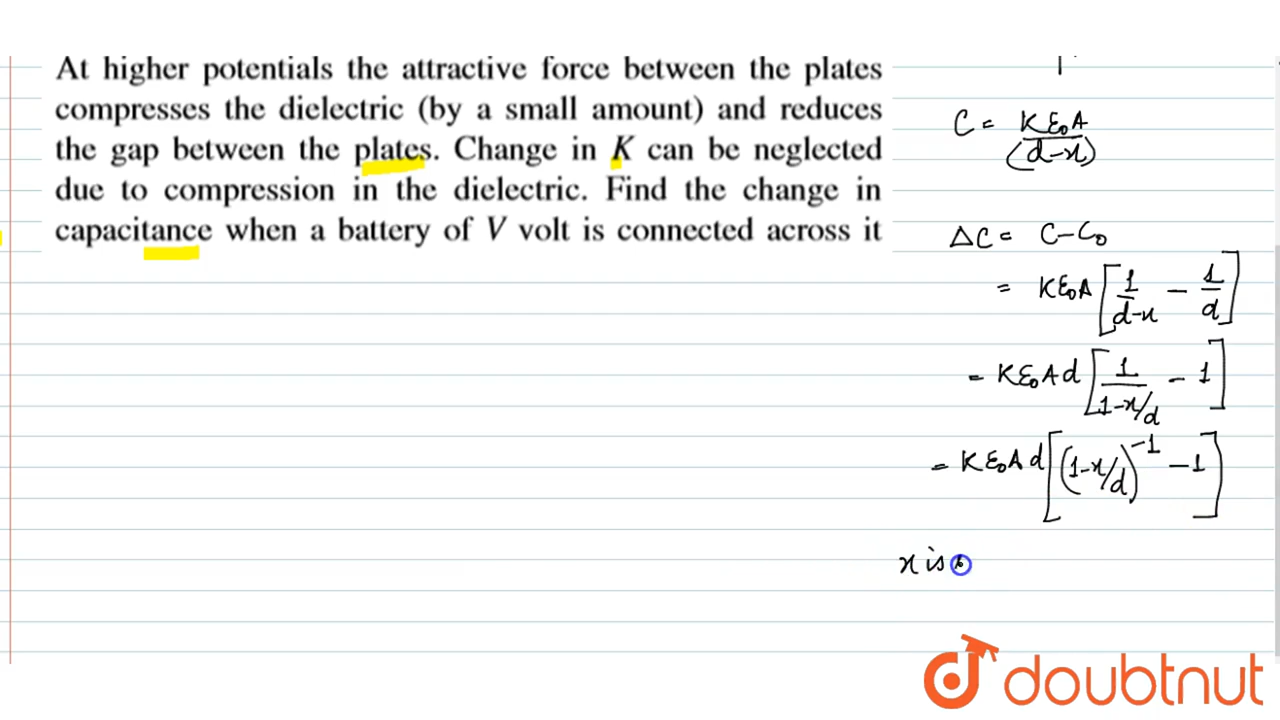 At higher potentials the attractive force between the plates
compresses the dielectric (by a small amount) and reduces
the gap between the plates. Change in K can be neglected
due to compression in the dielectric. Find the change in
capacitance when a battery of V volt is connected across it
C = Kε₀A/(d-x)
ΔC = C-C₀
= Kε₀A[1/d-x - 1/d]
= Kε₀Ad[1/1-x/d - 1]
= Kε₀Ad[(1-x/d)⁻¹ - 1]
x is
doubtnut